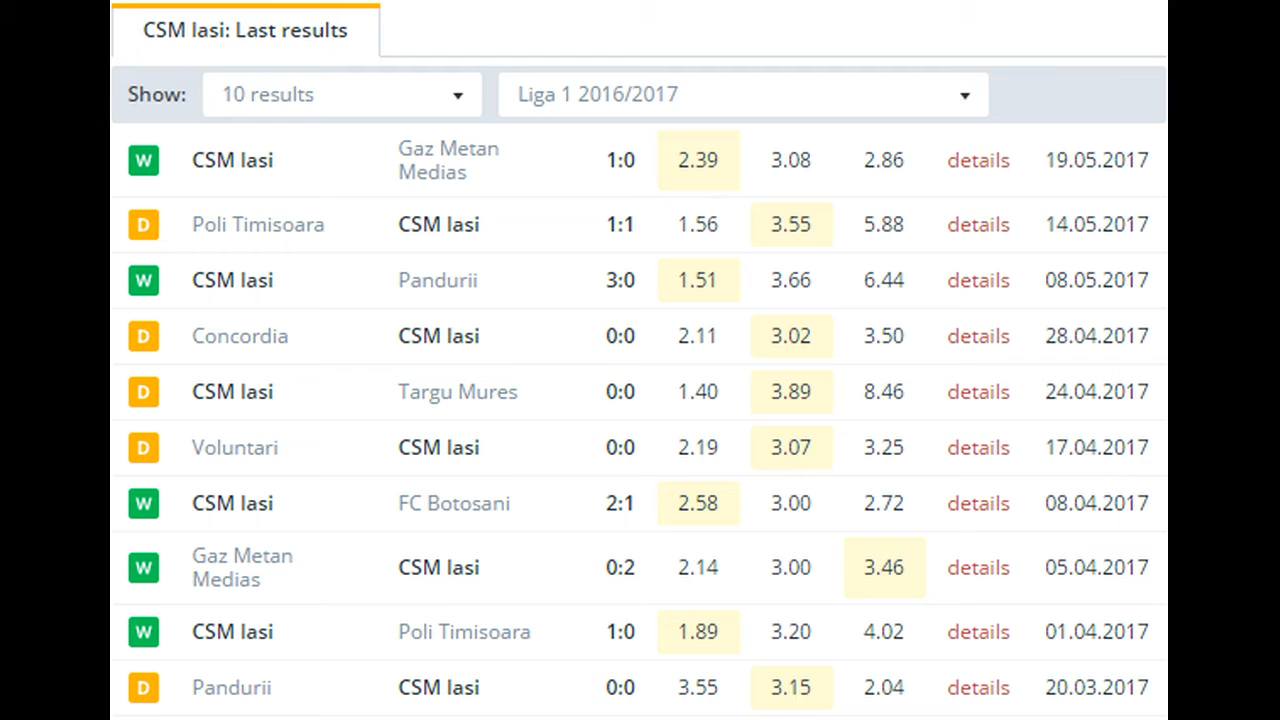 CSM Iasi: Last results
Show: 10 results Liga 1 2016/2017
W CSM Iasi Gaz Metan Medias 1:0 2.39 3.08 2.86 details 19.05.2017
D Poli Timisoara CSM Iasi 1:1 1.56 3.55 5.88 details 14.05.2017
W CSM Iasi Pandurii 3:0 1.51 3.66 6.44 details 08.05.2017
D Concordia CSM Iasi 0:0 2.11 3.02 3.50 details 28.04.2017
D CSM Iasi Targu Mures 0:0 1.40 3.89 8.46 details 24.04.2017
D Voluntari CSM Iasi 0:0 2.19 3.07 3.25 details 17.04.2017
W CSM Iasi FC Botosani 2:1 2.58 3.00 2.72 details 08.04.2017
W Gaz Metan Medias CSM Iasi 0:2 2.14 3.00 3.46 details 05.04.2017
W CSM Iasi Poli Timisoara 1:0 1.89 3.20 4.02 details 01.04.2017
D Pandurii CSM Iasi 0:0 3.55 3.15 2.04 details 20.03.2017